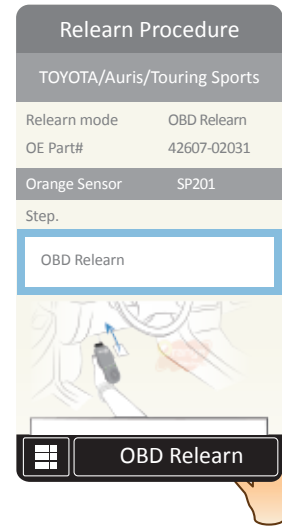 Relearn Procedure
TOYOTA/Auris/Touring Sports
Relearn mode OBD Relearn
OE Part# 42607-02031
Orange Sensor SP201
Step.
OBD Relearn
OBD Relearn